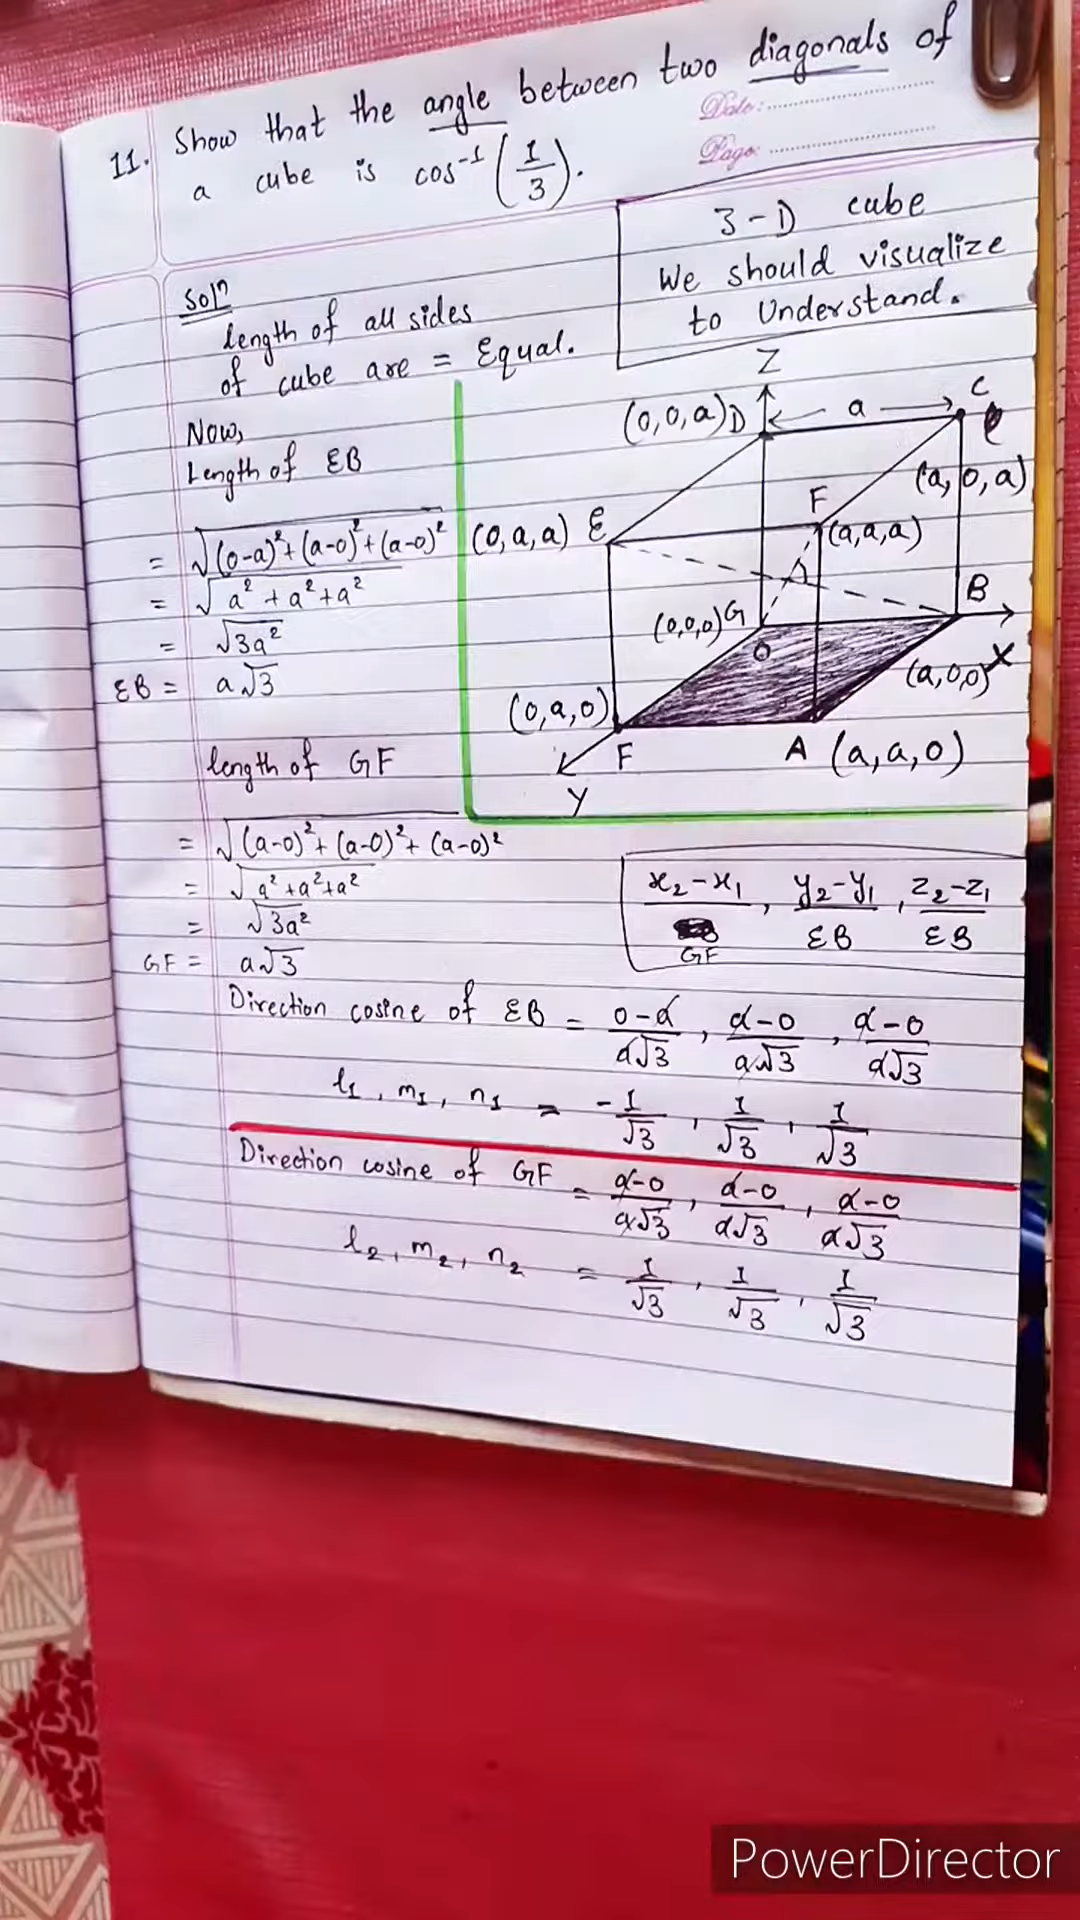 11. Show that the angle between two diagonals of
a cube is cos⁻¹(1/3).
Date:
Page:
3-D cube
We should visualize
to Understand.
Soln
length of all sides
of cube are = Equal.
Now,
Length of EB
= √(0-a)²+(a-0)²+(a-0)²
= √a²+a²+a²
= √3a²
EB = a√3
Z
(0,0,a) D
a
C
(a,0,a)
(0,a,a) E
F
(a,a,a)
B
(0,0,0) G
O
X
(a,0,0)
(0,a,0)
F
A (a,a,0)
Y
length of GF
= √(a-0)²+(a-0)²+(a-0)²
= √a²+a²+a²
= √3a²
GF = a√3
x₂-x₁/GF, y₂-y₁/EB, z₂-z₁/EB
Direction cosine of EB = 0-a/a√3, a-0/a√3, a-0/a√3
l₁, m₁, n₁ = -1/√3, 1/√3, 1/√3
Direction cosine of GF = a-0/a√3, a-0/a√3, a-0/a√3
l₂, m₂, n₂ = 1/√3, 1/√3, 1/√3
PowerDirector